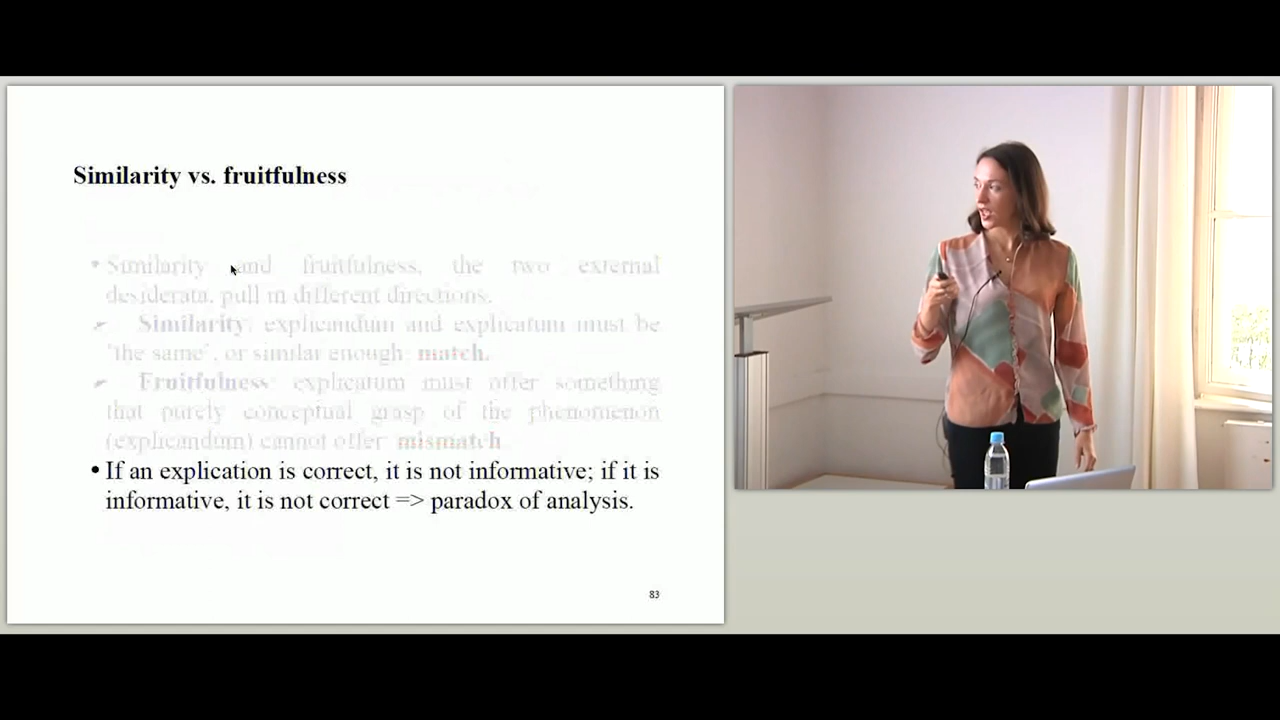 Similarity vs. fruitfulness
• Similarity and fruitfulness, the two external
desiderata, pull in different directions.
Similarity: explicandum and explicatum must be
"the same", or similar enough: match.
Fruitfulness: explicatum must offer something
that purely conceptual grasp of the phenomenon
(explicandum) cannot offer: mismatch.
• If an explication is correct, it is not informative; if it is
informative, it is not correct => paradox of analysis.
83